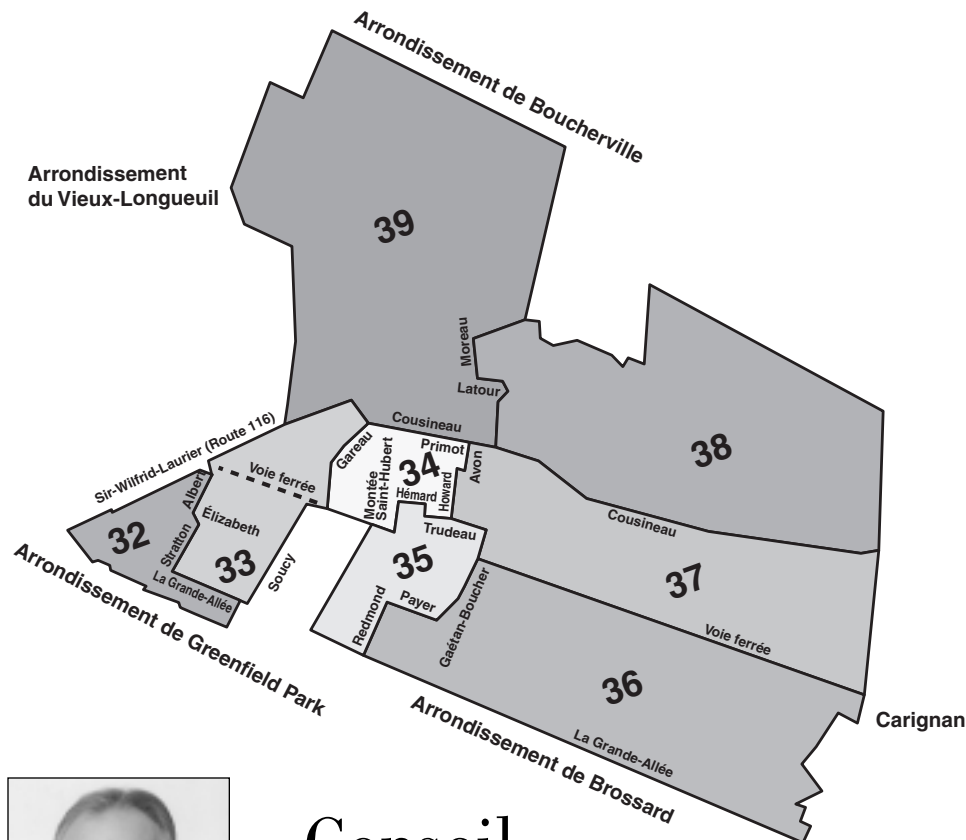 Arrondissement de Boucherville
Arrondissement
du Vieux-Longueuil
39
Moreau
Latour
38
Cousineau
Sir-Wilfrid-Laurier (Route 116)
Gareau
Primot
34
Avon
Montée
Saint-Hubert
Howard
Hémard
Voie ferrée
Albert
Élizabeth
Stratton
32
33
Soucy
La Grande-Allée
Trudeau
35
Cousineau
37
Payer
Redmond
Gaétan-Boucher
Voie ferrée
36
Arrondissement de Greenfield Park
Carignan
La Grande-Allée
Arrondissement de Brossard
Conseil